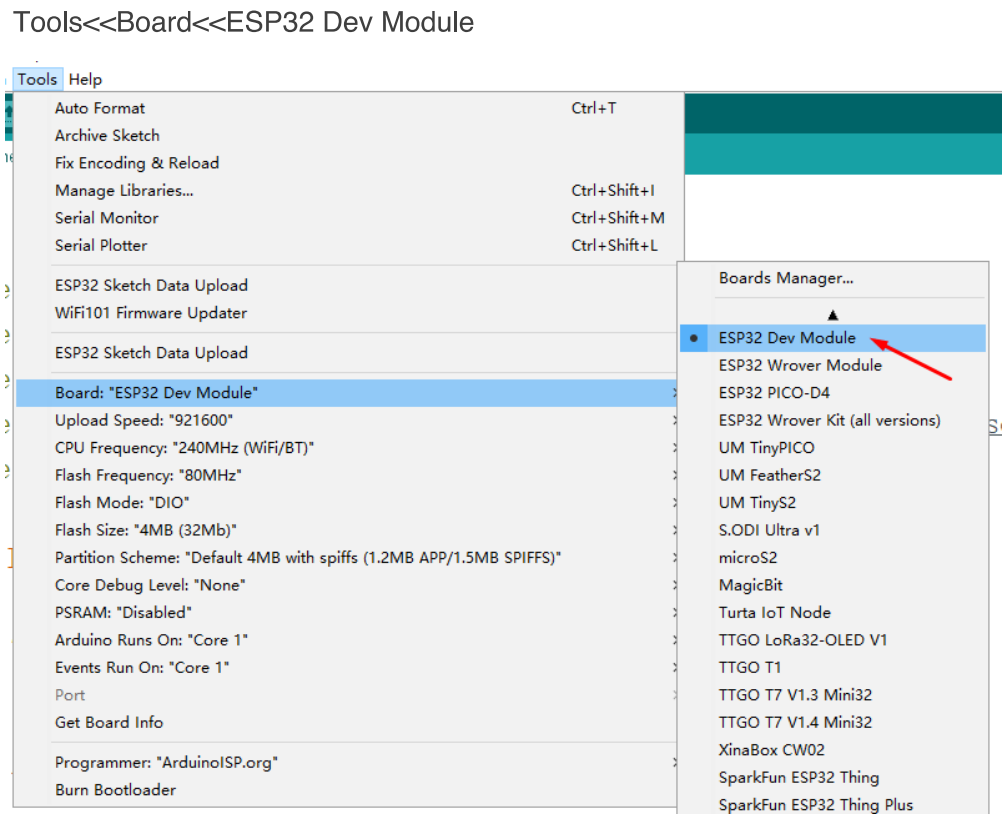 Tools<<Board<<ESP32 Dev Module
Tools Help
Auto Format Ctrl+T
Archive Sketch
Fix Encoding & Reload
Manage Libraries... Ctrl+Shift+I
Serial Monitor Ctrl+Shift+M
Serial Plotter Ctrl+Shift+L
ESP32 Sketch Data Upload
WiFi101 Firmware Updater
ESP32 Sketch Data Upload
Board: "ESP32 Dev Module"
Upload Speed: "921600"
CPU Frequency: "240MHz (WiFi/BT)"
Flash Frequency: "80MHz"
Flash Mode: "DIO"
Flash Size: "4MB (32Mb)"
Partition Scheme: "Default 4MB with spiffs (1.2MB APP/1.5MB SPIFFS)"
Core Debug Level: "None"
PSRAM: "Disabled"
Arduino Runs On: "Core 1"
Events Run On: "Core 1"
Port
Get Board Info
Programmer: "ArduinoISP.org"
Burn Bootloader
Boards Manager...
ESP32 Dev Module
ESP32 Wrover Module
ESP32 PICO-D4
ESP32 Wrover Kit (all versions)
UM TinyPICO
UM FeatherS2
UM TinyS2
S.ODI Ultra v1
microS2
MagicBit
Turta IoT Node
TTGO LoRa32-OLED V1
TTGO T1
TTGO T7 V1.3 Mini32
TTGO T7 V1.4 Mini32
XinaBox CW02
SparkFun ESP32 Thing
SparkFun ESP32 Thing Plus